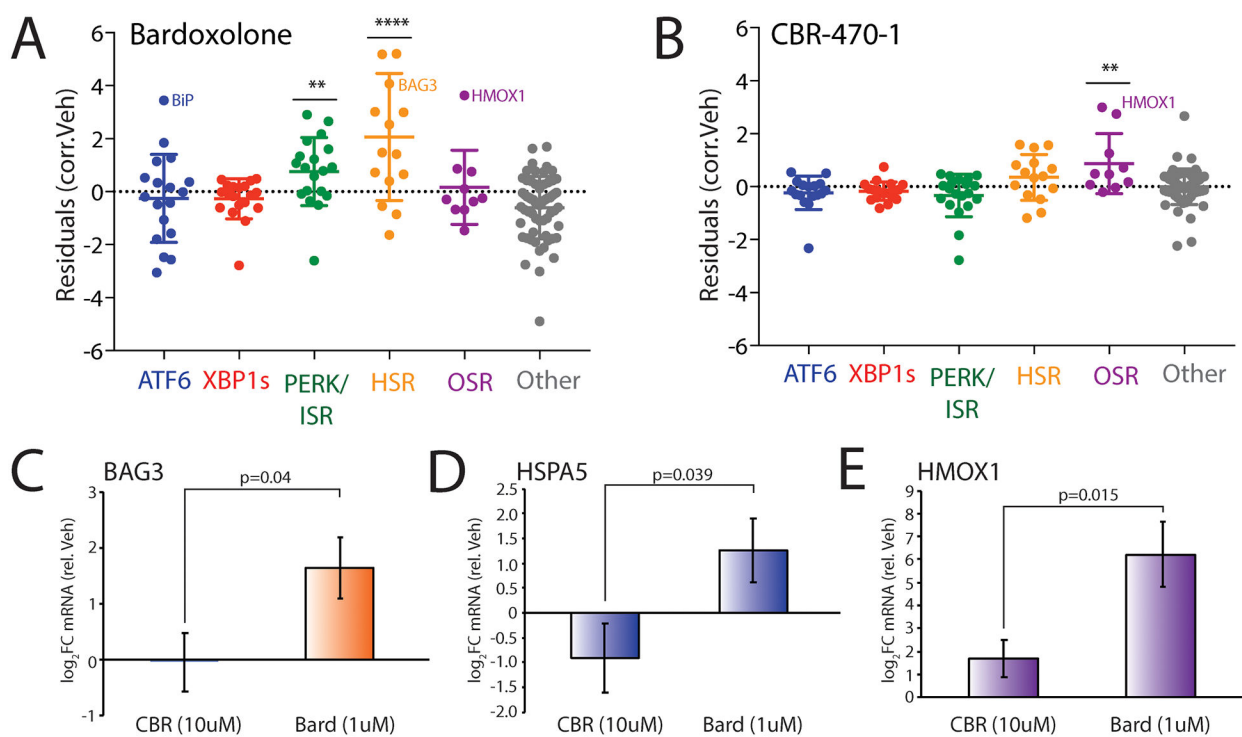 A
Bardoxolone
Residuals (corr.Veh)
6
4
2
0
-2
-4
-6
BiP
**
****
BAG3
HMOX1
ATF6
XBP1s
PERK/
ISR
HSR
OSR
Other
B
CBR-470-1
Residuals (corr.Veh)
6
4
2
0
-2
-4
-6
**
HMOX1
ATF6
XBP1s
PERK/
ISR
HSR
OSR
Other
C
BAG3
log2FC mRNA (rel. Veh)
3
2
1
0
-1
p=0.04
CBR (10uM)
Bard (1uM)
D
HSPA5
log2FC mRNA (rel. Veh)
2.5
2.0
1.5
1.0
0.5
0
-0.5
-1.0
-1.5
-2.0
p=0.039
CBR (10uM)
Bard (1uM)
E
HMOX1
log2FC mRNA (rel. Veh)
9
8
7
6
5
4
3
2
1
0
p=0.015
CBR (10uM)
Bard (1uM)